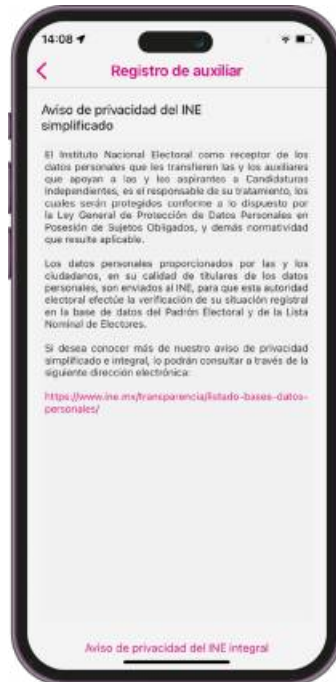 14:08
Registro de auxiliar
Aviso de privacidad del INE
simplificado
El Instituto Nacional Electoral como receptor de los
datos personales que les transfieren las y los auxiliares
que apoyan a las y los aspirantes a Candidaturas
Independientes, es el responsable de su tratamiento, los
cuales serán protegidos conforme a lo dispuesto por
la Ley General de Protección de Datos Personales en
Posesión de Sujetos Obligados, y demás normatividad
que resulte aplicable.
Los datos personales proporcionados por las y los
ciudadanos, en su calidad de titulares de los datos
personales, son enviados al INE, para que esta autoridad
electoral efectúe la verificación de su situación registral
en la base de datos del Padrón Electoral y de la Lista
Nominal de Electores.
Si desea conocer más de nuestro aviso de privacidad
simplificado e integral, lo podrán consultar a través de la
siguiente dirección electrónica:
https://www.ine.mx/transparencia/listado-bases-datos-
personales/
Aviso de privacidad del INE integral